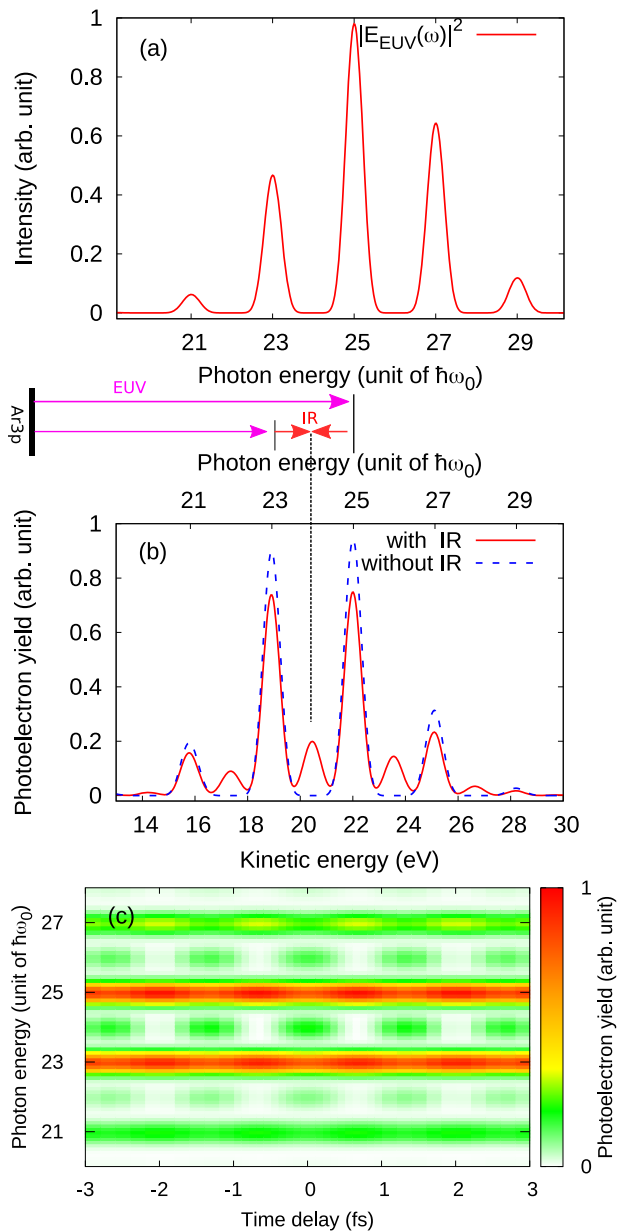 (a)
|E_EUV(ω)|²
Intensity (arb. unit)
1
0.8
0.6
0.4
0.2
0
21 23 25 27 29
Photon energy (unit of ħω₀)
Ar3p
EUV
IR
Photon energy (unit of ħω₀)
21 23 24 25 27 29
(b)
with IR
without IR
Photoelectron yield (arb. unit)
1
0.8
0.6
0.4
0.2
0
14 16 18 20 22 24 26 28 30
Kinetic energy (eV)
(c)
Photon energy (unit of ħω₀)
27
25
23
21
-3 -2 -1 0 1 2 3
Time delay (fs)
1
0
Photoelectron yield (arb. unit)